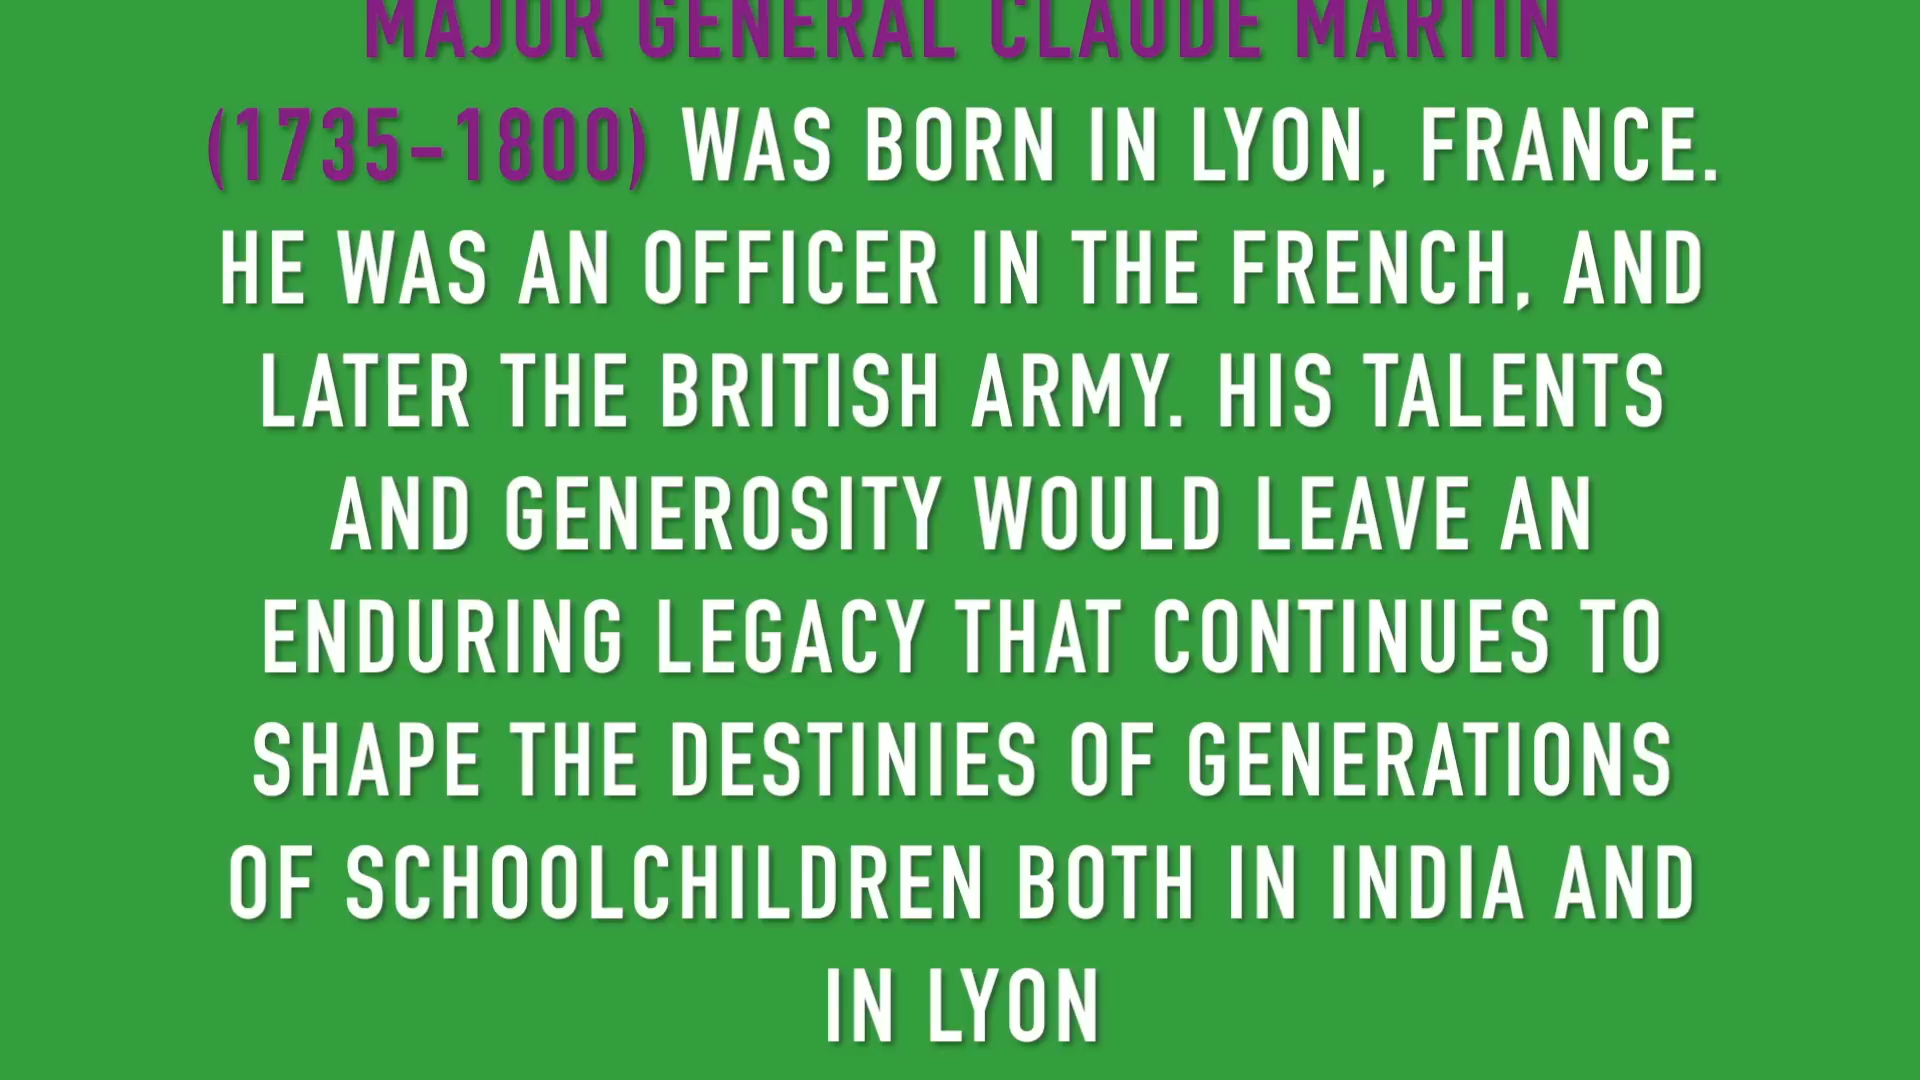 MAJOR GENERAL CLAUDE MARTIN
(1735-1800) WAS BORN IN LYON, FRANCE.
HE WAS AN OFFICER IN THE FRENCH, AND
LATER THE BRITISH ARMY. HIS TALENTS
AND GENEROSITY WOULD LEAVE AN
ENDURING LEGACY THAT CONTINUES TO
SHAPE THE DESTINIES OF GENERATIONS
OF SCHOOLCHILDREN BOTH IN INDIA AND
IN LYON